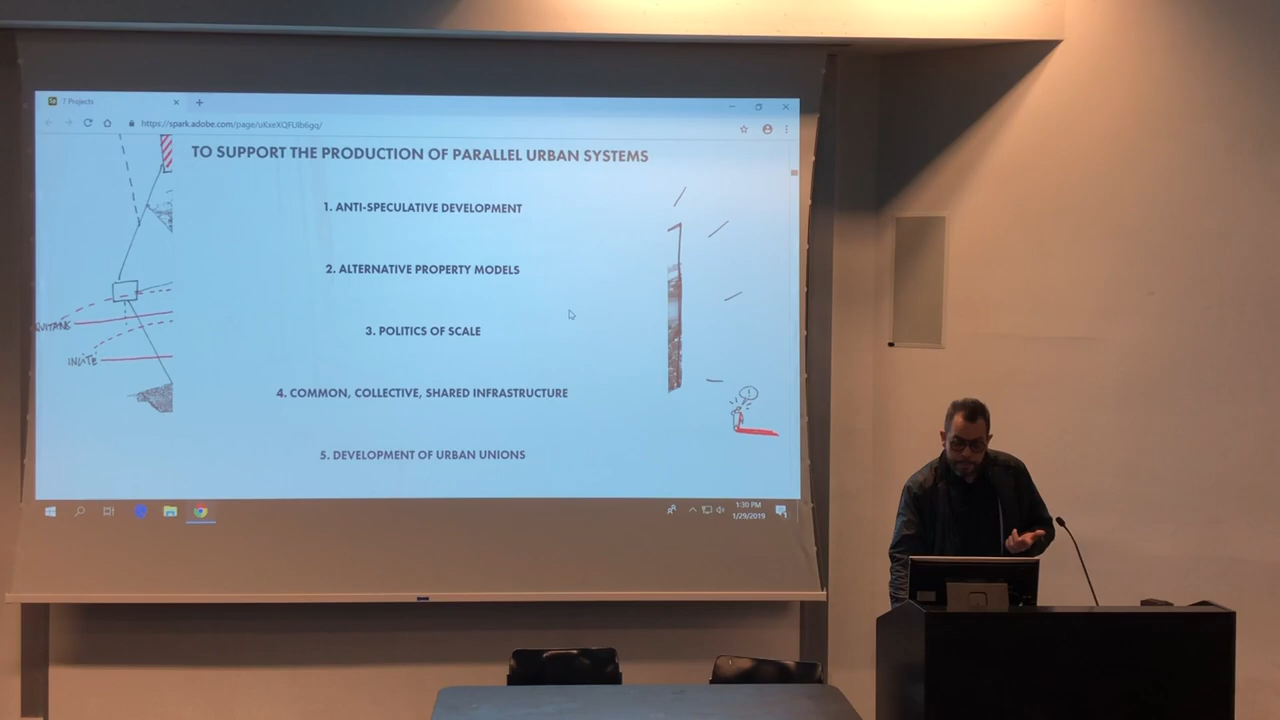 7 Projects
https://spark.adobe.com/page/uKxeXQFUlb6gq/
TO SUPPORT THE PRODUCTION OF PARALLEL URBAN SYSTEMS
1. ANTI-SPECULATIVE DEVELOPMENT
2. ALTERNATIVE PROPERTY MODELS
3. POLITICS OF SCALE
4. COMMON, COLLECTIVE, SHARED INFRASTRUCTURE
5. DEVELOPMENT OF URBAN UNIONS
INCITE
!
1:30 PM
1/29/2019